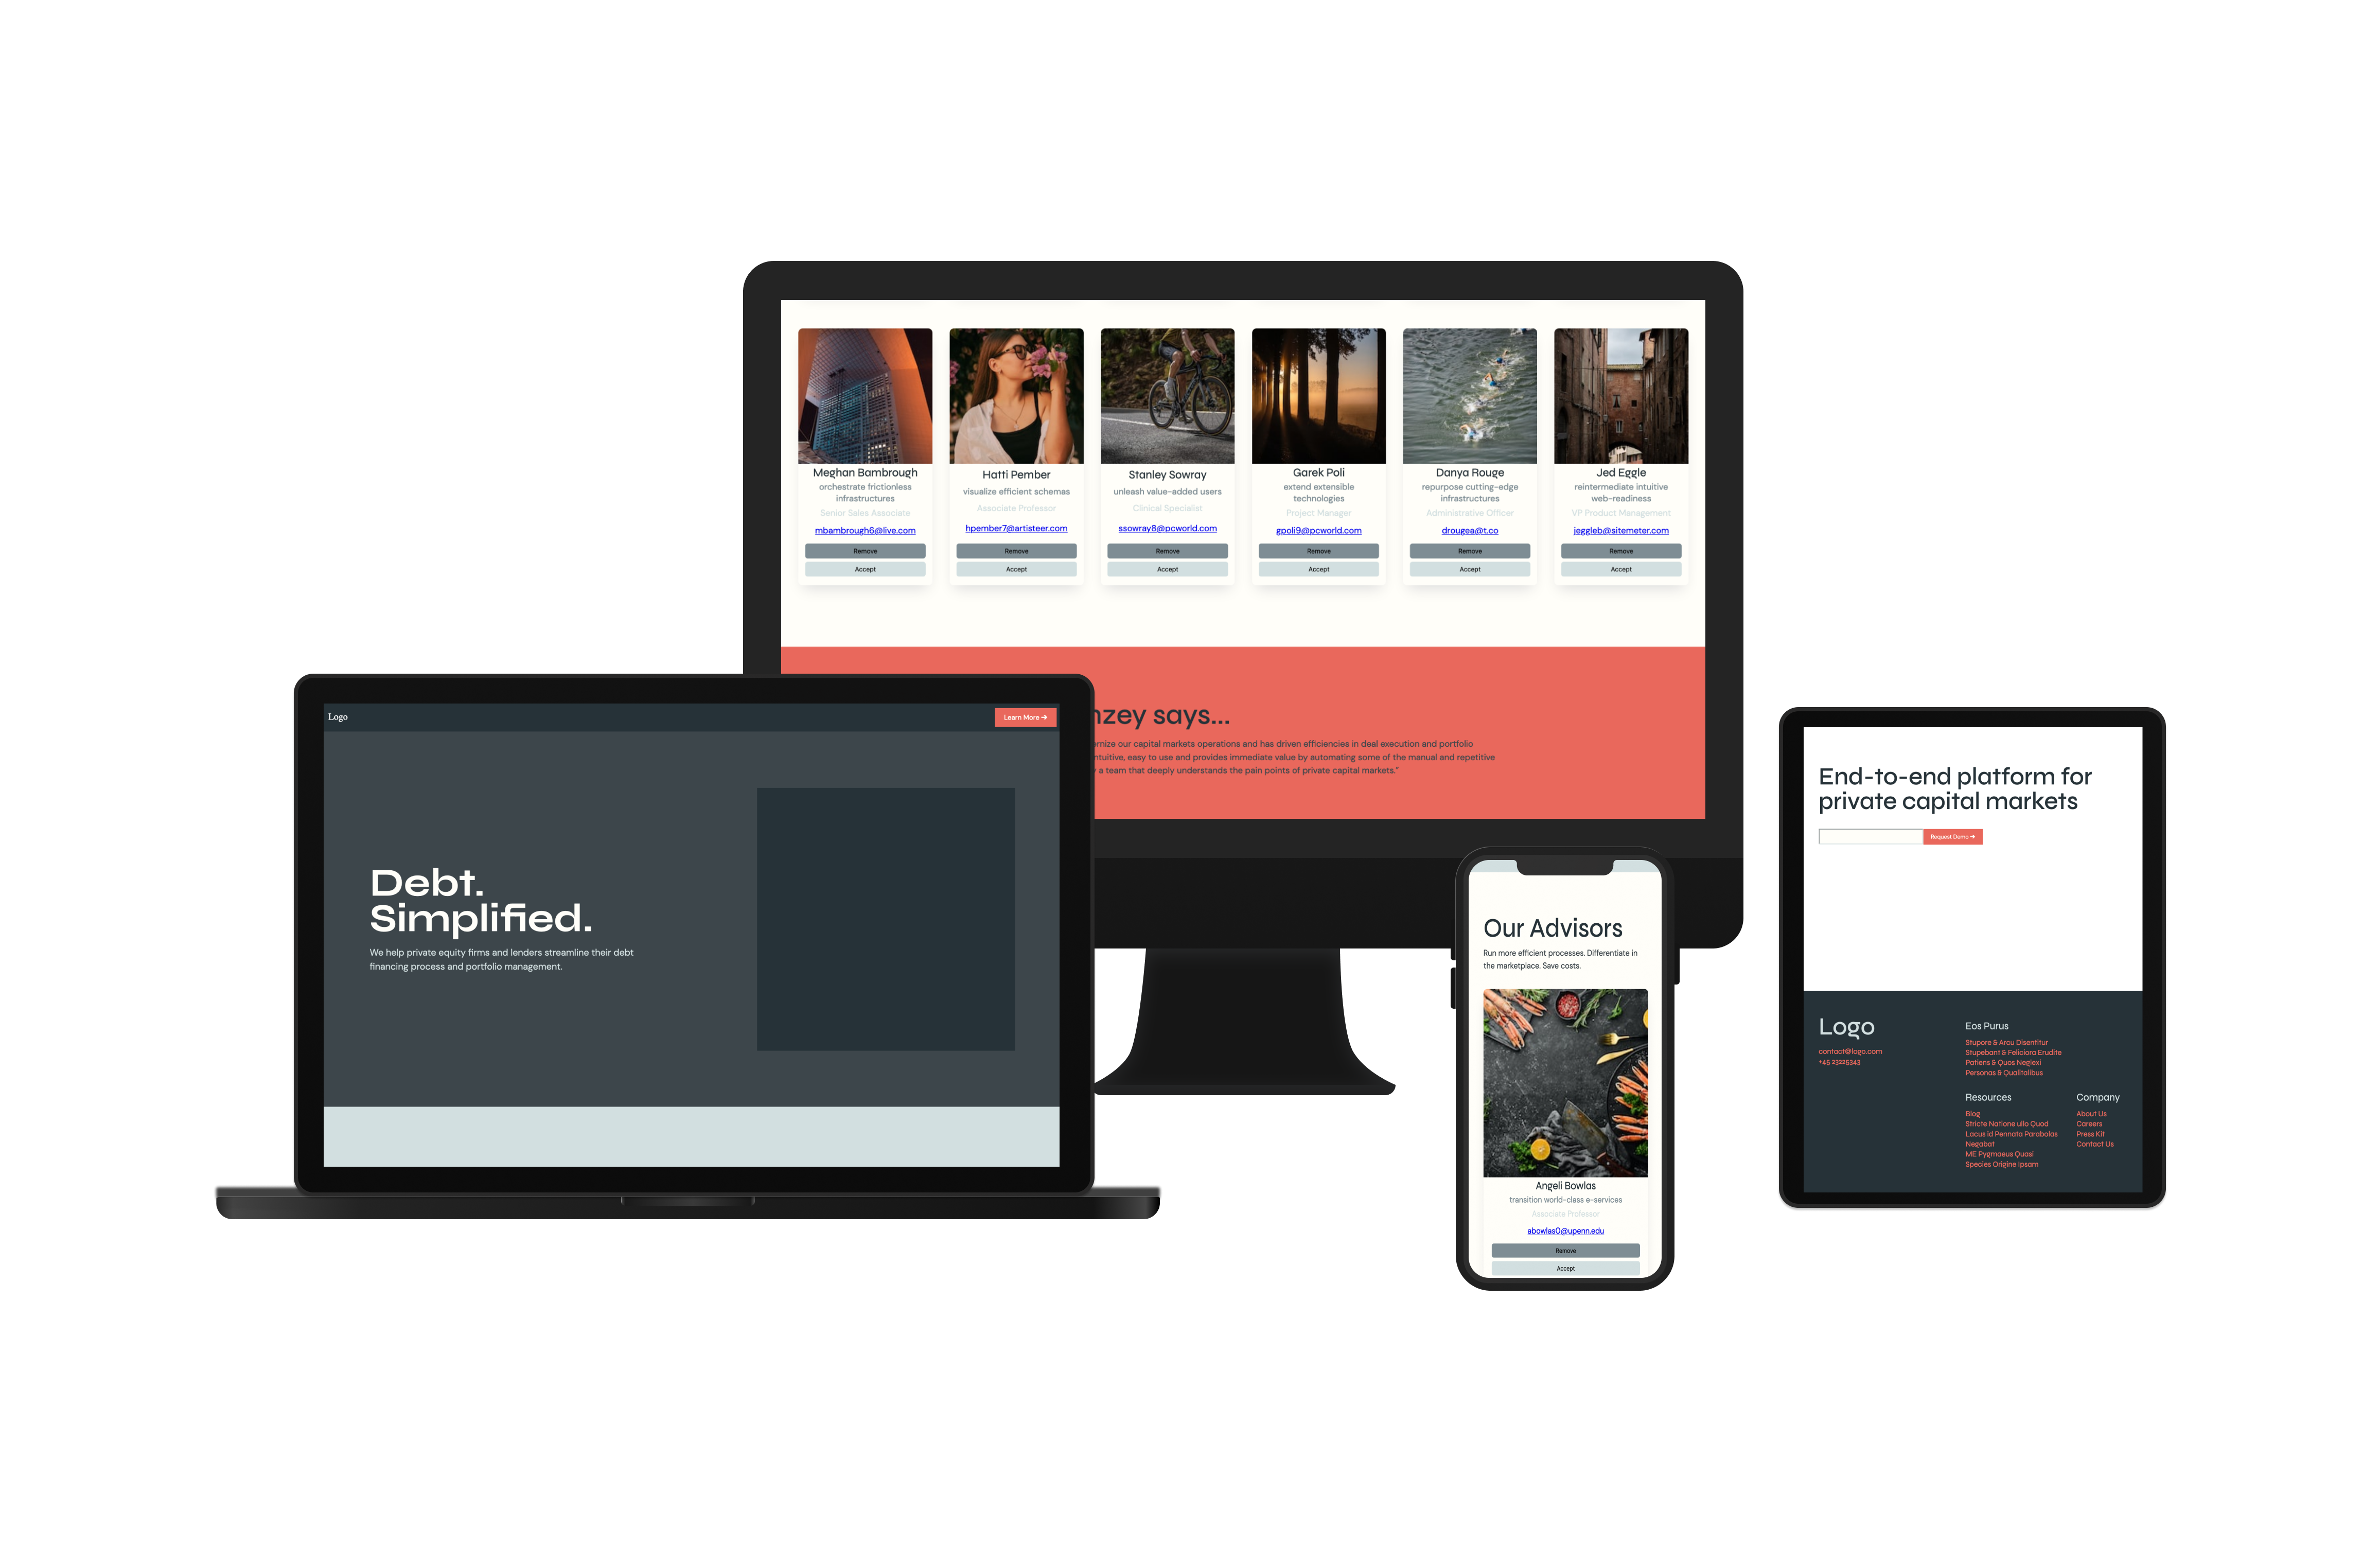 Meghan Bambrough
orchestrate frictionless
infrastructures
Senior Sales Associate
mbambrough6@live.com
Remove
Accept
Hatti Pember
visualize efficient schemas
Associate Professor
hpember7@artisteer.com
Remove
Accept
Stanley Sowray
unleash value-added users
Clinical Specialist
ssowray8@pcworld.com
Remove
Accept
Garek Poli
extend extensible
technologies
Project Manager
gpoli9@pcworld.com
Remove
Accept
Danya Rouge
repurpose cutting-edge
infrastructures
Administrative Officer
drougea@t.co
Remove
Accept
Jed Eggle
reintermediate intuitive
web-readiness
VP Product Management
jeggleb@sitemeter.com
Remove
Accept
nzey says...
ernize our capital markets operations and has driven efficiencies in deal execution and portfolio
intuitive, easy to use and provides immediate value by automating some of the manual and repetitive
a team that deeply understands the pain points of private capital markets."
Logo
Learn More →
Debt.
Simplified.
We help private equity firms and lenders streamline their debt
financing process and portfolio management.
Our Advisors
Run more efficient processes. Differentiate in
the marketplace. Save costs.
Angeli Bowlas
transition world-class e-services
Associate Professor
abowlas0@upenn.edu
Remove
Accept
End-to-end platform for
private capital markets
Request Demo →
Logo
contact@logo.com
+45 23225343
Eos Purus
Stupore & Arcu Disentitur
Stupebant & Feliciora Erudite
Patiens & Quos Neglexi
Personas & Qualitatibus
Resources
Blog
Stricte Natione ullo Quod
Lacus id Pennata Parabolas
Negabat
ME Pygmaeus Quasi
Species Origine Ipsam
Company
About Us
Careers
Press Kit
Contact Us